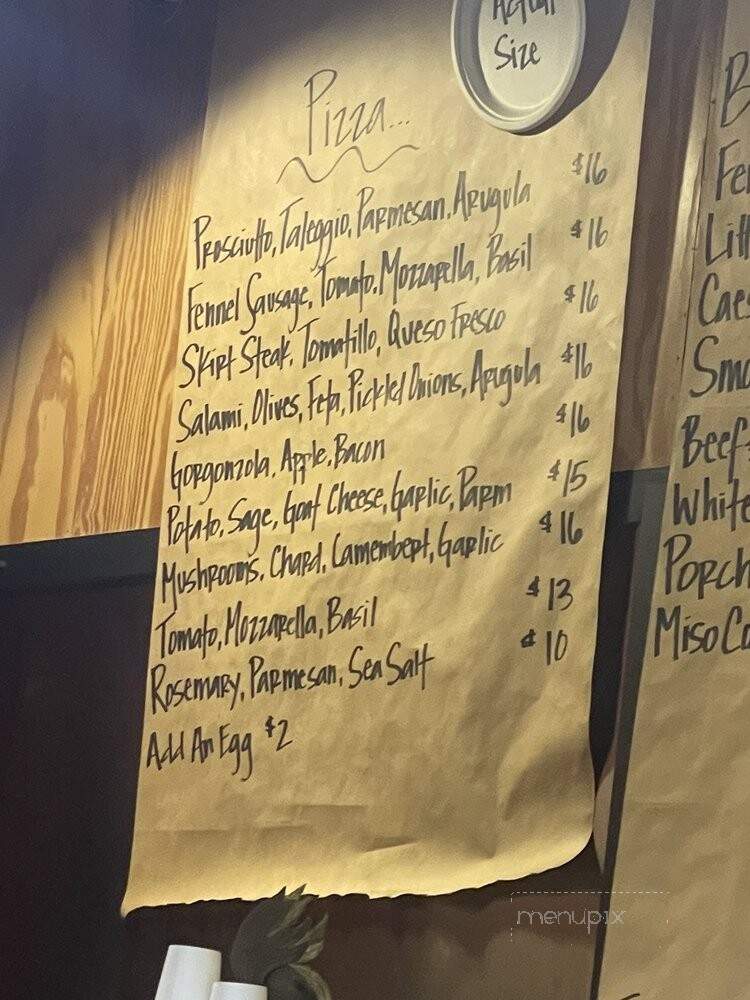 Actual
Size
Pizza...
Prosciutto, Taleggio, Parmesan, Arugula $16
Fennel Sausage, Tomato, Mozzarella, Basil $16
Skirt Steak, Tomatillo, Queso Fresco $16
Salami, Olives, Feta, Pickled Onions, Arugula $16
Gorgonzola, Apple, Bacon $16
Potato, Sage, Goat Cheese, Garlic, Parm $15
Mushrooms, Chard, Camembert, Garlic $16
Tomato, Mozzarella, Basil $13
Rosemary, Parmesan, Sea Salt $10
Add An Egg $2
B
Fe
Litt
Caes
Smo
Beef
White
Porch
Miso Co
menupix